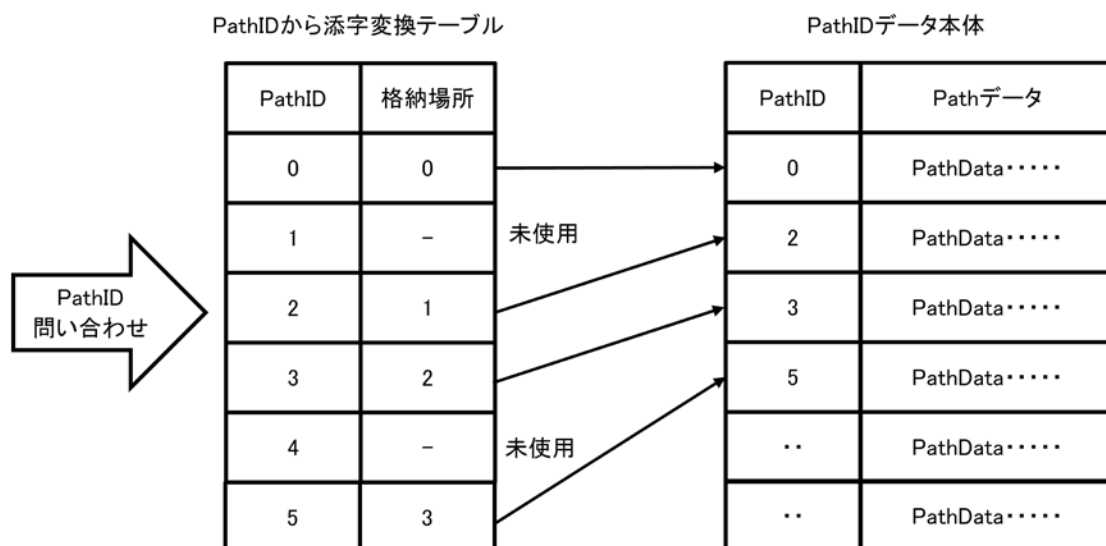 PathIDから添字変換テーブル
PathIDデータ本体
PathID
問い合わせ
PathID 格納場所
0 0
1 -
2 1
3 2
4 -
5 3
未使用
未使用
PathID Pathデータ
0 PathData・・・・・
2 PathData・・・・・
3 PathData・・・・・
5 PathData・・・・・
・・ PathData・・・・・
・・ PathData・・・・・